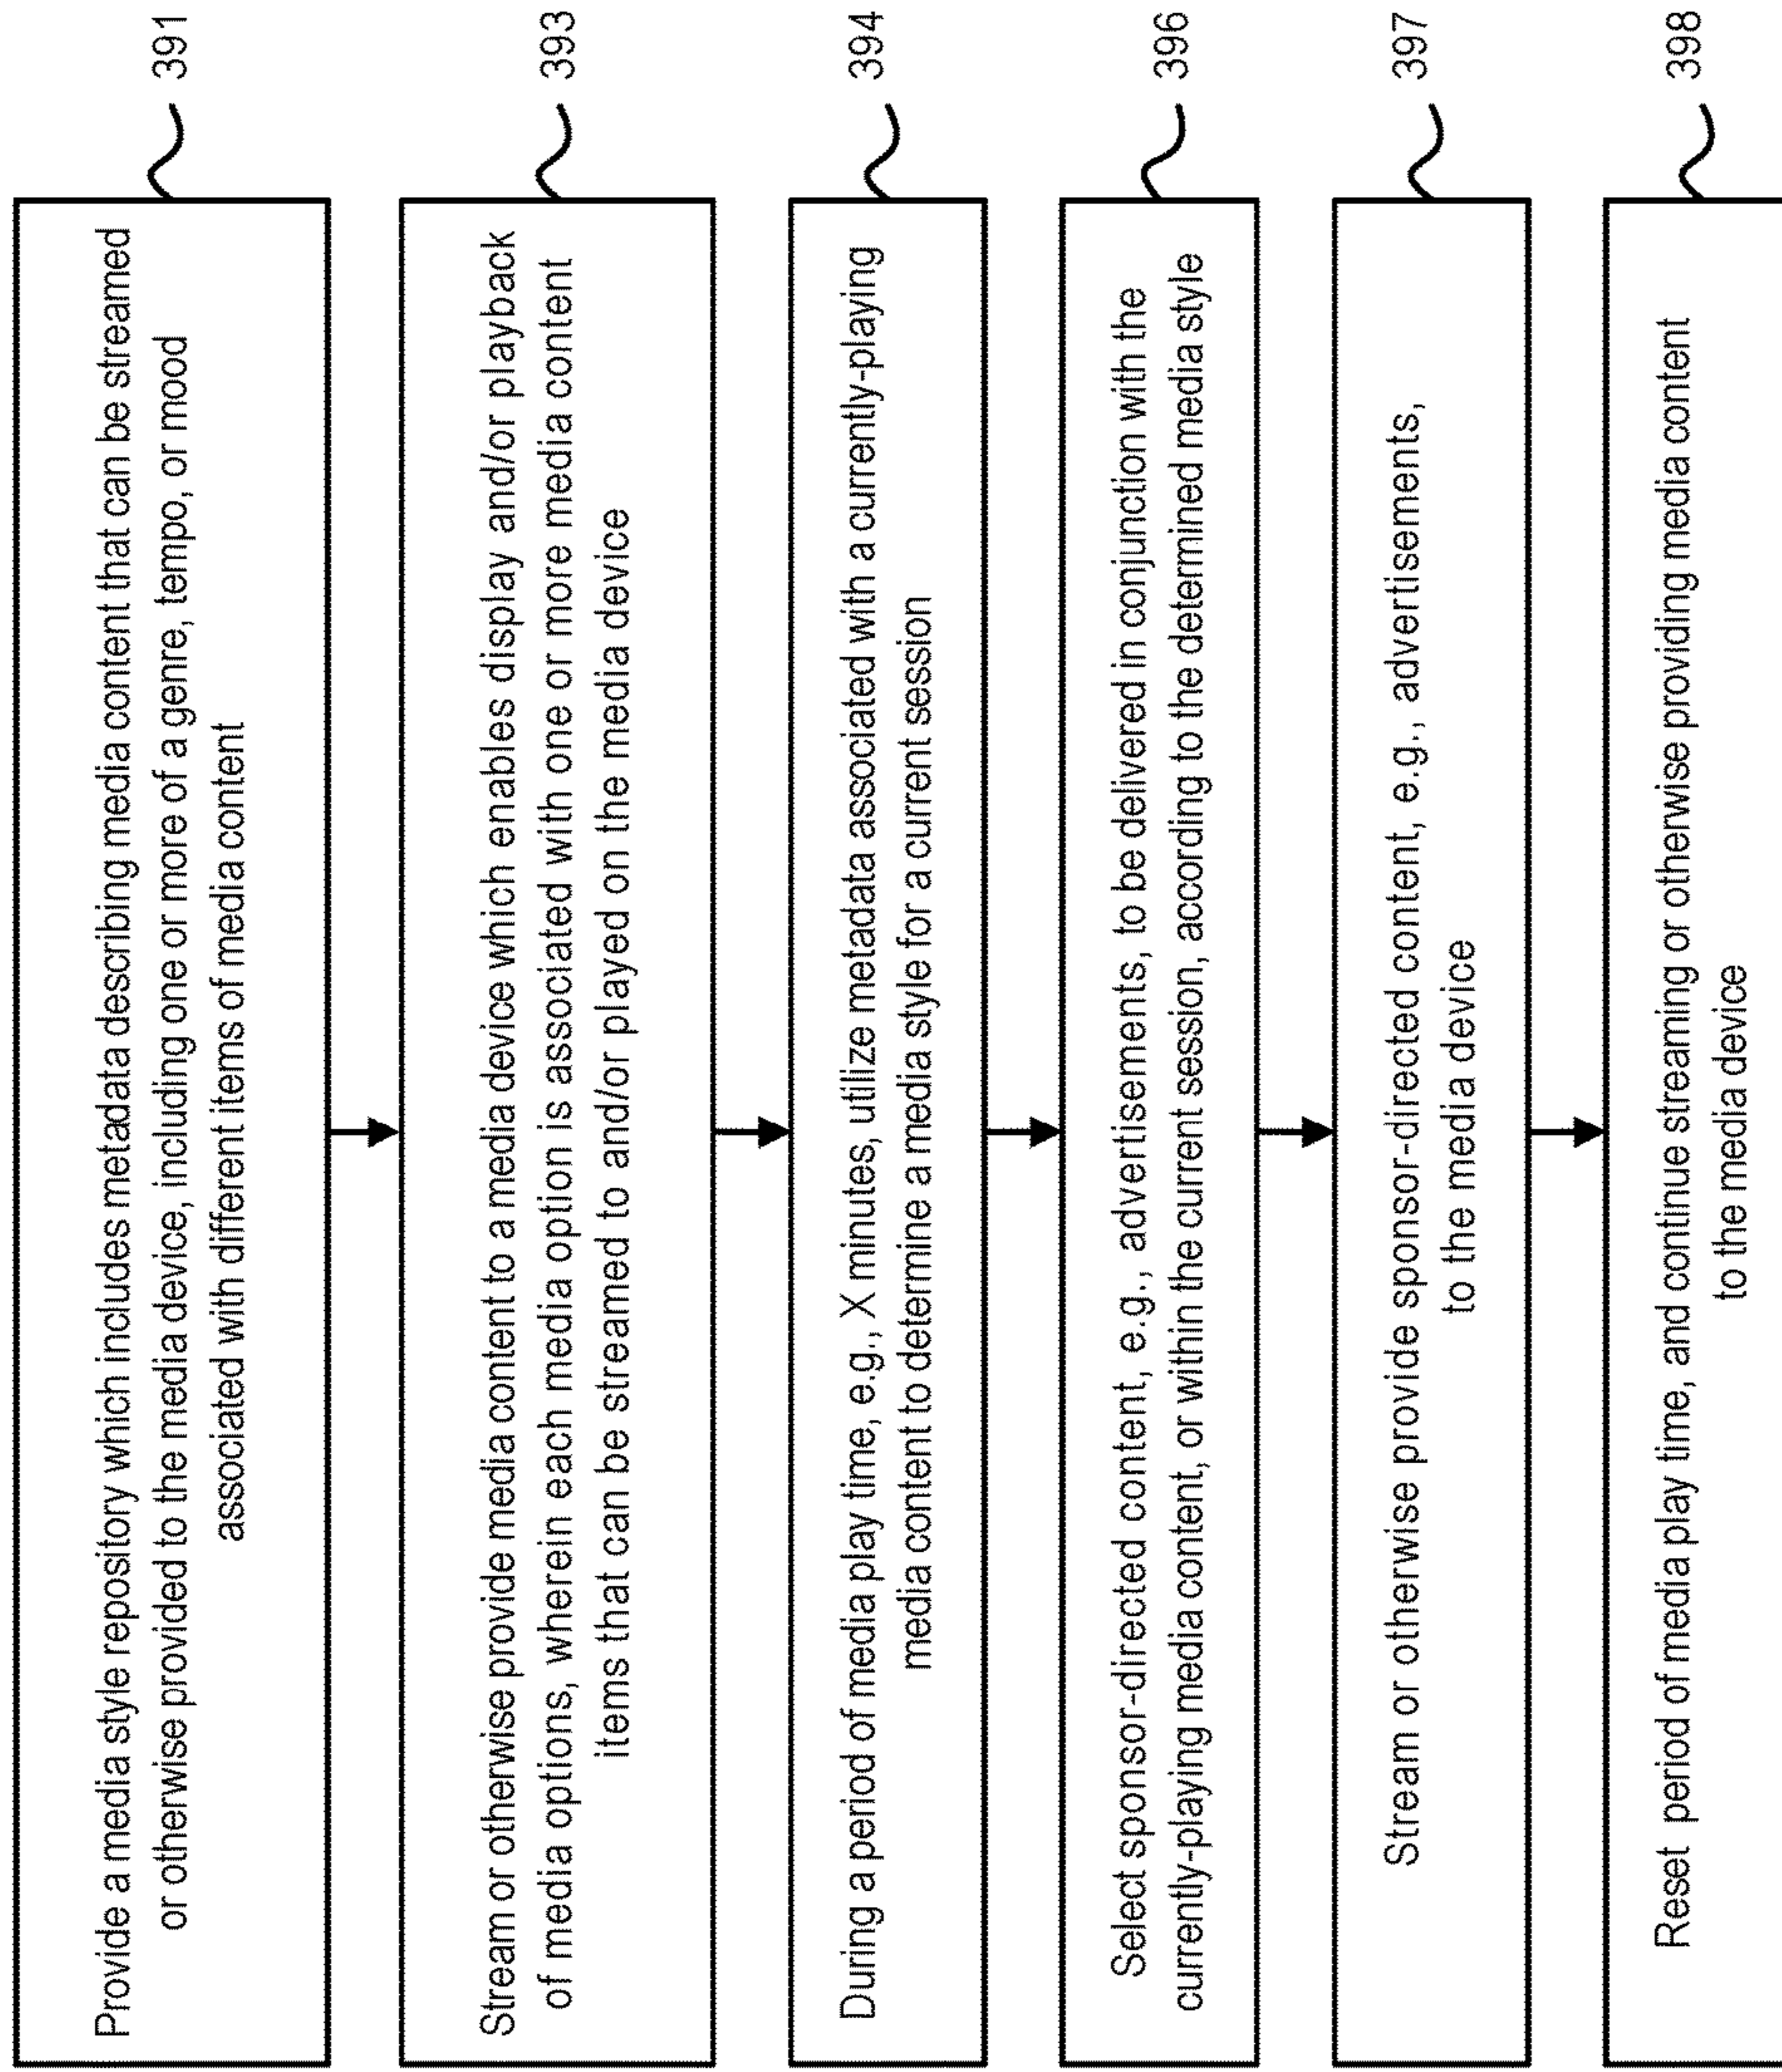 Provide a media style repository which includes metadata describing media content that can be streamed
or otherwise provided to the media device, including one or more of a genre, tempo, or mood
associated with different items of media content
391
Stream or otherwise provide media content to a media device which enables display and/or playback
of media options, wherein each media option is associated with one or more media content
items that can be streamed to and/or played on the media device
393
During a period of media play time, e.g., X minutes, utilize metadata associated with a currently-playing
media content to determine a media style for a current session
394
Select sponsor-directed content, e.g., advertisements, to be delivered in conjunction with the
currently-playing media content, or within the current session, according to the determined media style
396
Stream or otherwise provide sponsor-directed content, e.g., advertisements,
to the media device
397
Reset period of media play time, and continue streaming or otherwise providing media content
to the media device
398